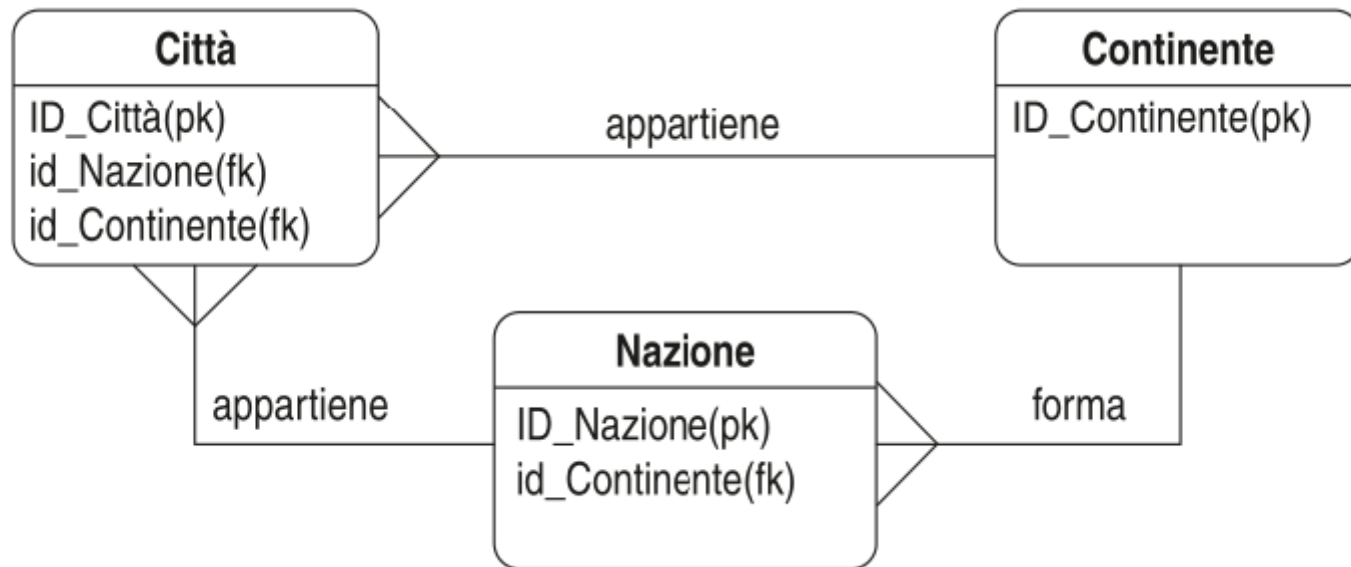 Città
ID_Città(pk)
id_Nazione(fk)
id_Continente(fk)
appartiene
Continente
ID_Continente(pk)
appartiene
Nazione
ID_Nazione(pk)
id_Continente(fk)
forma